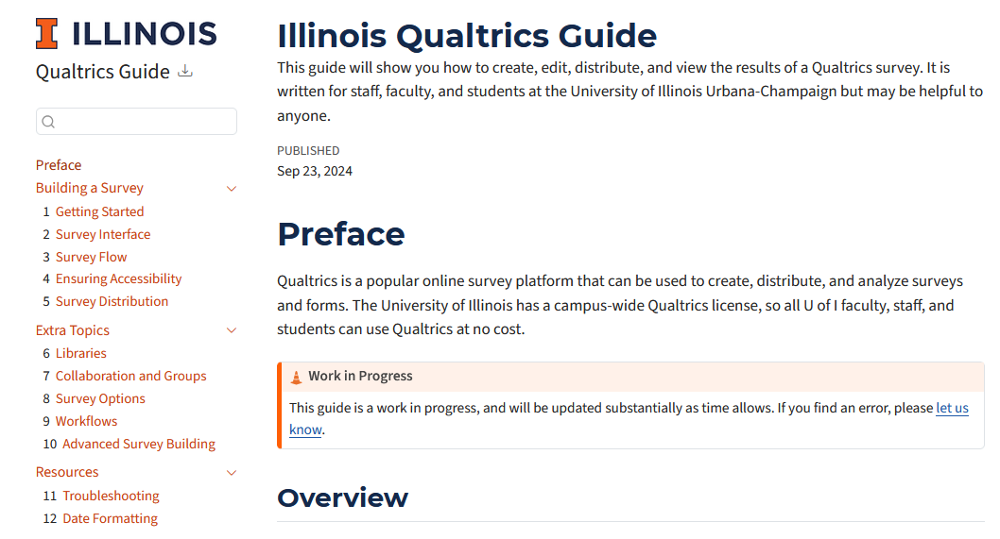 ILLINOIS
Qualtrics Guide
Preface
Building a Survey
1 Getting Started
2 Survey Interface
3 Survey Flow
4 Ensuring Accessibility
5 Survey Distribution
Extra Topics
6 Libraries
7 Collaboration and Groups
8 Survey Options
9 Workflows
10 Advanced Survey Building
Resources
11 Troubleshooting
12 Date Formatting
Illinois Qualtrics Guide
This guide will show you how to create, edit, distribute, and view the results of a Qualtrics survey. It is
written for staff, faculty, and students at the University of Illinois Urbana-Champaign but may be helpful to
anyone.
PUBLISHED
Sep 23, 2024
Preface
Qualtrics is a popular online survey platform that can be used to create, distribute, and analyze surveys
and forms. The University of Illinois has a campus-wide Qualtrics license, so all U of I faculty, staff, and
students can use Qualtrics at no cost.
Work in Progress
This guide is a work in progress, and will be updated substantially as time allows. If you find an error, please let us
know.
Overview